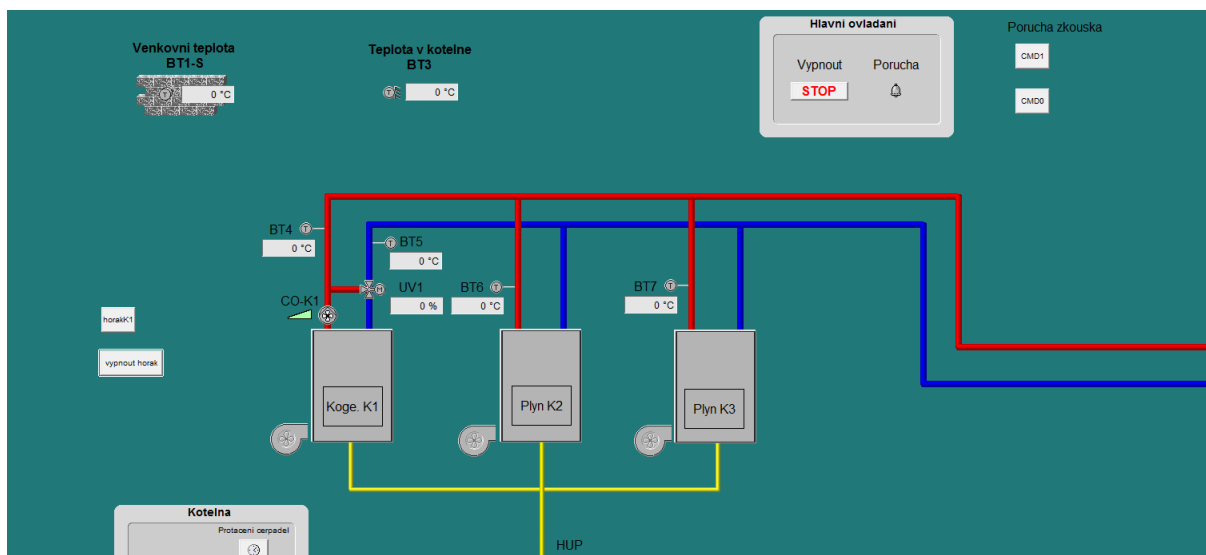 Hlavni ovladani
Porucha zkouska
Venkovni teplota
BT1-S
Teplota v kotelne
BT3
CMD1
Vypnout
Porucha
T
0 °C
T
0 °C
STOP
CMD0
BT4
T
0 °C
T
BT5
0 °C
UV1
M
0 %
BT6
T
0 °C
BT7
T
0 °C
CO-K1
horakK1
vypnout horak
Koge. K1
Plyn K2
Plyn K3
Kotelna
Protaceni cerpadel
HUP